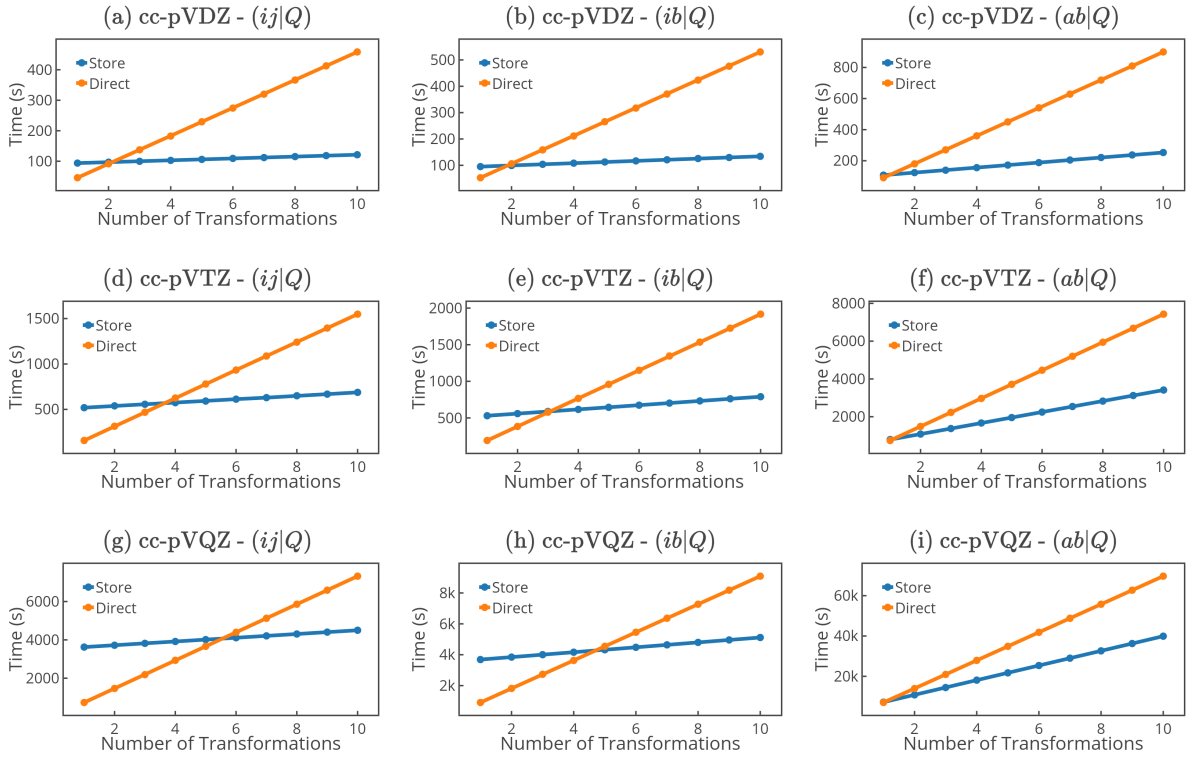 (a) cc-pVDZ - (ij|Q)
Time (s)
400
300
200
100
Store
Direct
2 4 6 8 10
Number of Transformations
(b) cc-pVDZ - (ib|Q)
Time (s)
500
400
300
200
100
Store
Direct
2 4 6 8 10
Number of Transformations
(c) cc-pVDZ - (ab|Q)
Time (s)
800
600
400
200
Store
Direct
2 4 6 8 10
Number of Transformations
(d) cc-pVTZ - (ij|Q)
Time (s)
1500
1000
500
Store
Direct
2 4 6 8 10
Number of Transformations
(e) cc-pVTZ - (ib|Q)
Time (s)
2000
1500
1000
500
Store
Direct
2 4 6 8 10
Number of Transformations
(f) cc-pVTZ - (ab|Q)
Time (s)
8000
6000
4000
2000
Store
Direct
2 4 6 8 10
Number of Transformations
(g) cc-pVQZ - (ij|Q)
Time (s)
6000
4000
2000
Store
Direct
2 4 6 8 10
Number of Transformations
(h) cc-pVQZ - (ib|Q)
Time (s)
8k
6k
4k
2k
Store
Direct
2 4 6 8 10
Number of Transformations
(i) cc-pVQZ - (ab|Q)
Time (s)
60k
40k
20k
Store
Direct
2 4 6 8 10
Number of Transformations